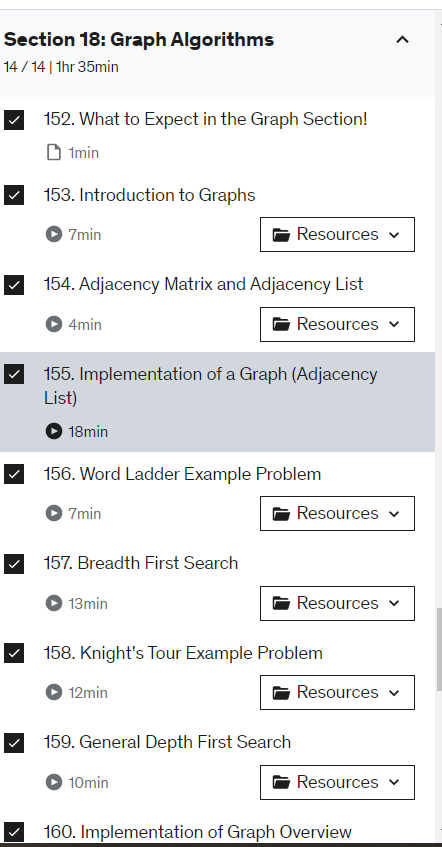 Section 18: Graph Algorithms
14 / 14 | 1hr 35min
152. What to Expect in the Graph Section!
1min
153. Introduction to Graphs
7min
Resources
154. Adjacency Matrix and Adjacency List
4min
Resources
155. Implementation of a Graph (Adjacency
List)
18min
156. Word Ladder Example Problem
7min
Resources
157. Breadth First Search
13min
Resources
158. Knight's Tour Example Problem
12min
Resources
159. General Depth First Search
10min
Resources
160. Implementation of Graph Overview